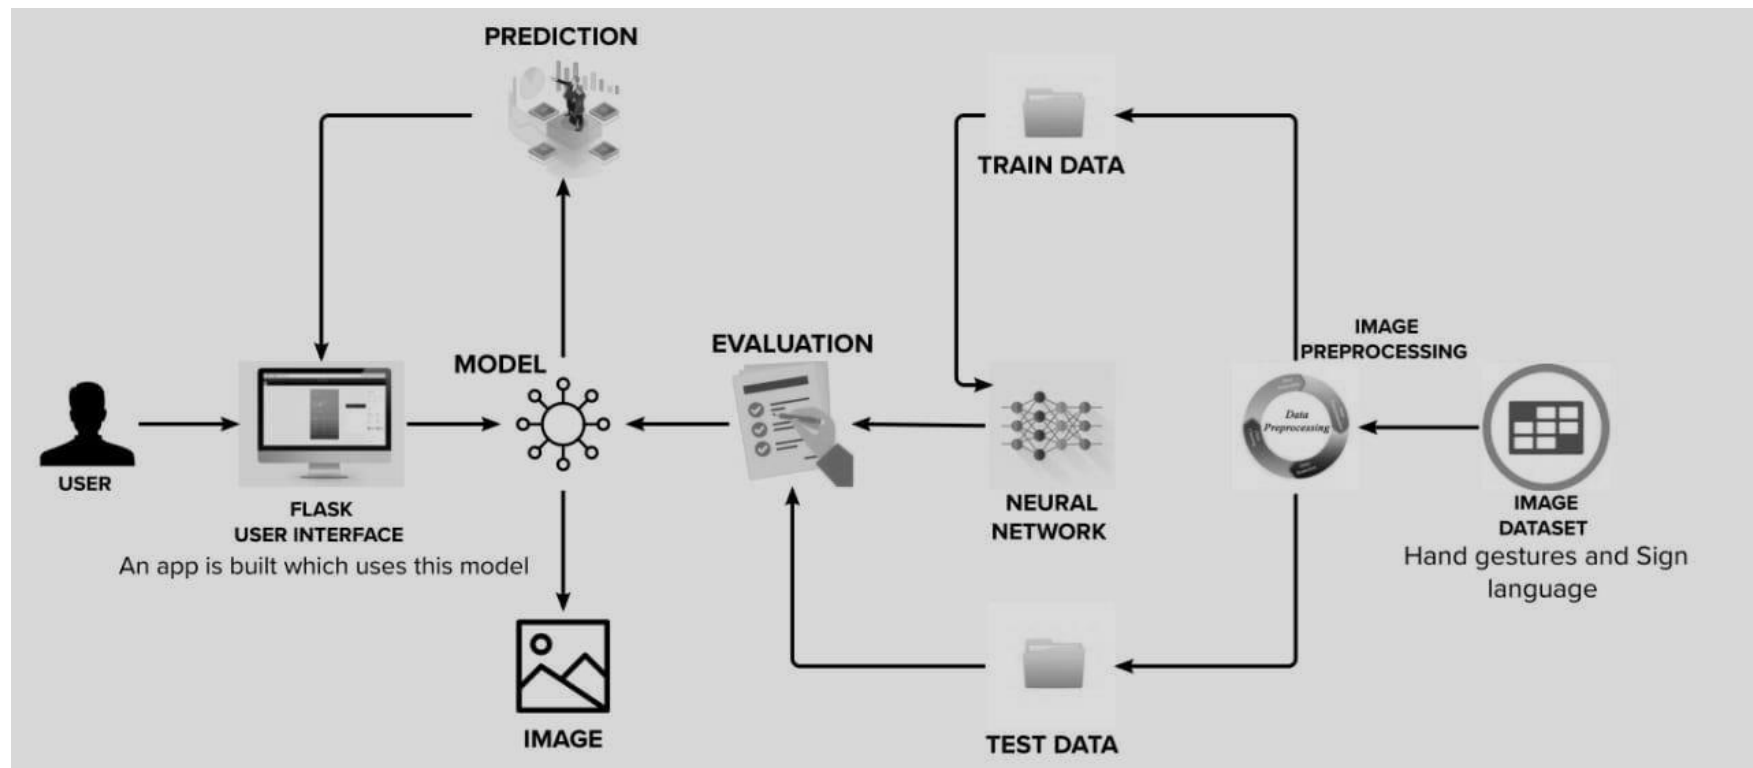 PREDICTION
TRAIN DATA
IMAGE
PREPROCESSING
EVALUATION
MODEL
Data
Preprocessing
USER
FLASK
USER INTERFACE
An app is built which uses this model
NEURAL
NETWORK
IMAGE
DATASET
Hand gestures and Sign
language
IMAGE
TEST DATA